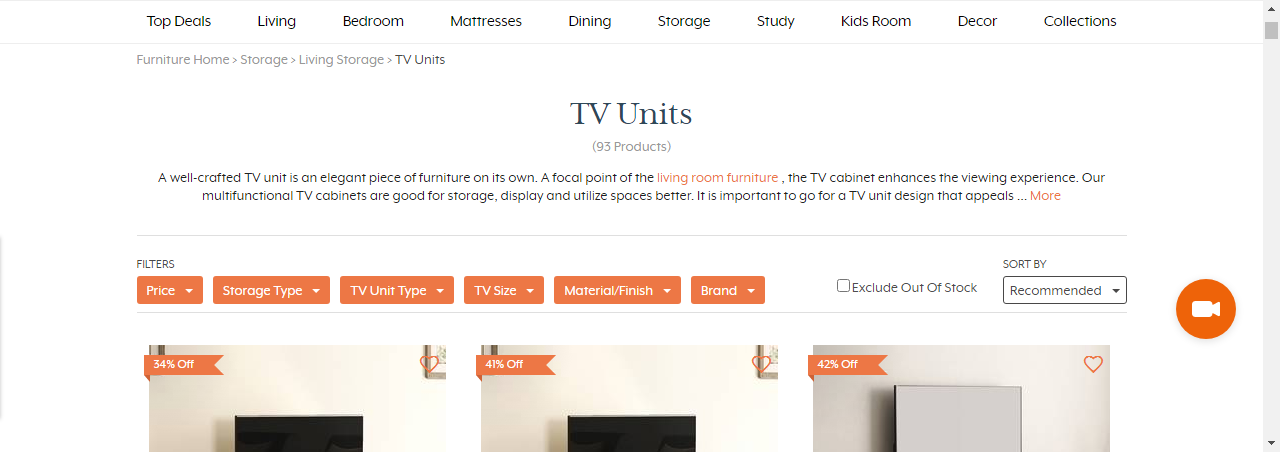 Top Deals Living Bedroom Mattresses Dining Storage Study Kids Room Decor Collections
Furniture Home > Storage > Living Storage > TV Units
TV Units
(93 Products)
A well-crafted TV unit is an elegant piece of furniture on its own. A focal point of the living room furniture , the TV cabinet enhances the viewing experience. Our
multifunctional TV cabinets are good for storage, display and utilize spaces better. It is important to go for a TV unit design that appeals ... More
FILTERS SORT BY
Price Storage Type TV Unit Type TV Size Material/Finish Brand Exclude Out Of Stock Recommended
34% Off 41% Off 42% Off